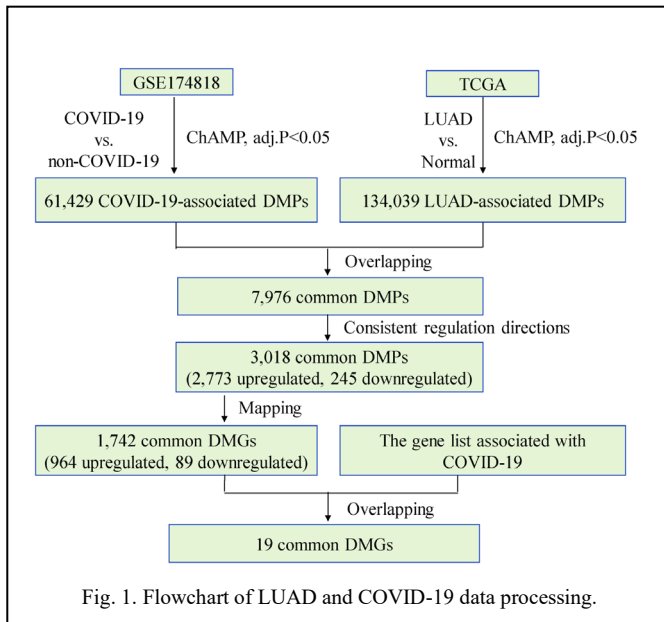 GSE174818
TCGA
COVID-19
vs.
non-COVID-19
ChAMP, adj.P<0.05
LUAD
vs.
Normal
ChAMP, adj.P<0.05
61,429 COVID-19-associated DMPs
134,039 LUAD-associated DMPs
Overlapping
7,976 common DMPs
Consistent regulation directions
3,018 common DMPs
(2,773 upregulated, 245 downregulated)
Mapping
1,742 common DMGs
(964 upregulated, 89 downregulated)
The gene list associated with
COVID-19
Overlapping
19 common DMGs
Fig. 1. Flowchart of LUAD and COVID-19 data processing.